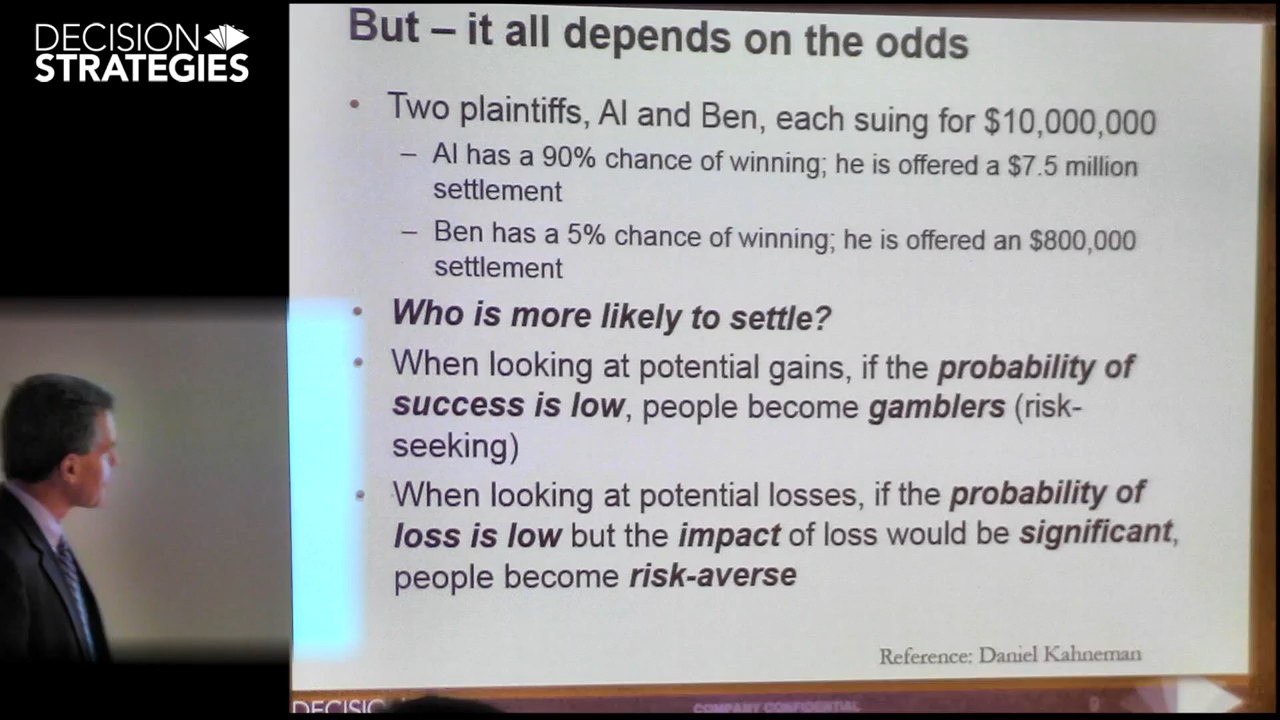 DECISION
STRATEGIES
But – it all depends on the odds
• Two plaintiffs, Al and Ben, each suing for $10,000,000
– Al has a 90% chance of winning; he is offered a $7.5 million
settlement
– Ben has a 5% chance of winning; he is offered an $800,000
settlement
• Who is more likely to settle?
• When looking at potential gains, if the probability of
success is low, people become gamblers (risk-
seeking)
• When looking at potential losses, if the probability of
loss is low but the impact of loss would be significant,
people become risk-averse
Reference: Daniel Kahneman
DECISIC
COMPANY CONFIDENTIAL